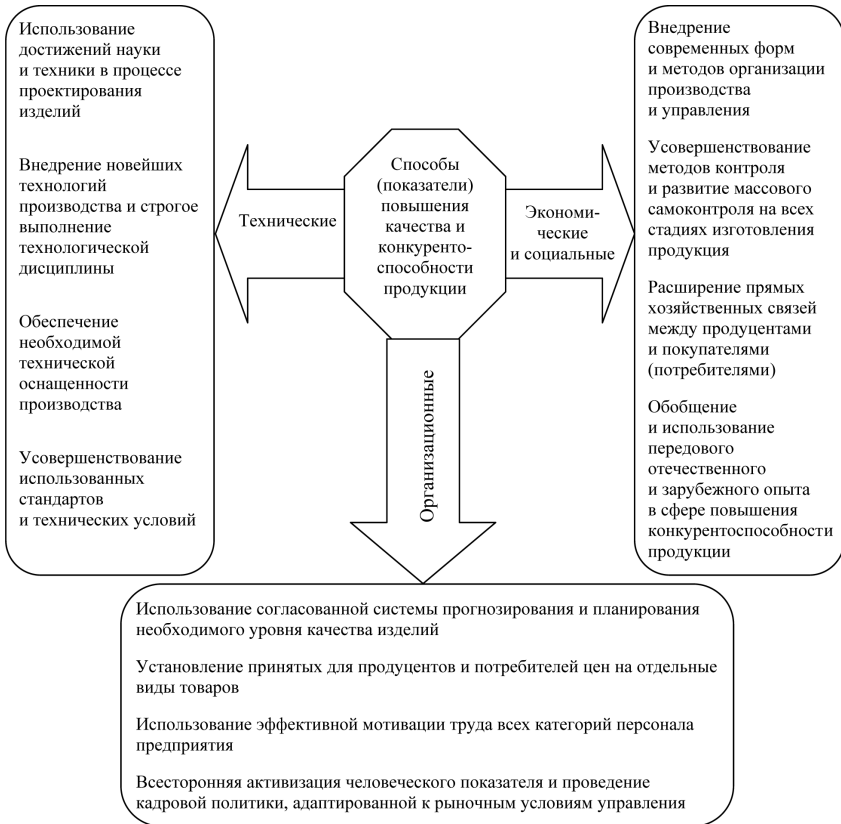 Использование
достижений науки
и техники в процессе
проектирования
изделий
Внедрение новейших
технологий
производства и строгое
выполнение
технологической
дисциплины
Обеспечение
необходимой
технической
оснащенности
производства
Усовершенствование
использованных
стандартов
и технических условий
Технические
Способы
(показатели)
повышения
качества и
конкуренто-
способности
продукции
Экономи-
ческие
и социальные
Внедрение
современных форм
и методов организации
производства
и управления
Усовершенствование
методов контроля
и развитие массового
самоконтроля на всех
стадиях изготовления
продукция
Расширение прямых
хозяйственных связей
между продуцентами
и покупателями
(потребителями)
Обобщение
и использование
передового
отечественного
и зарубежного опыта
в сфере повышения
конкурентоспособности
продукции
Организационные
Использование согласованной системы прогнозирования и планирования
необходимого уровня качества изделий
Установление принятых для продуцентов и потребителей цен на отдельные
виды товаров
Использование эффективной мотивации труда всех категорий персонала
предприятия
Всесторонняя активизация человеческого показателя и проведение
кадровой политики, адаптированной к рыночным условиям управления